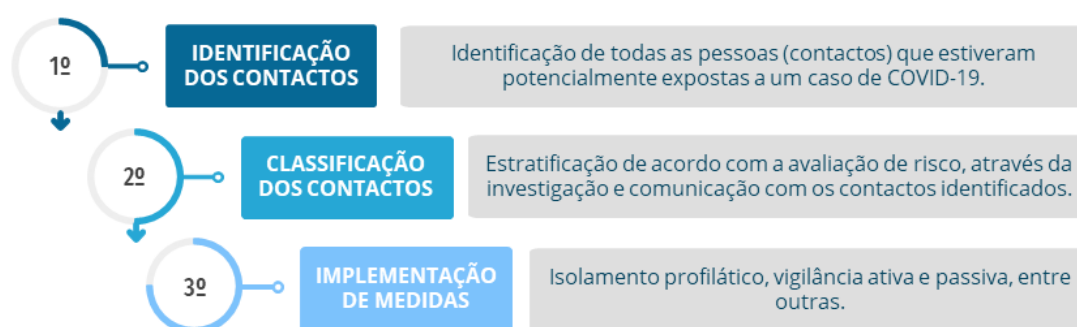 1º
IDENTIFICAÇÃO
DOS CONTACTOS
Identificação de todas as pessoas (contactos) que estiveram
potencialmente expostas a um caso de COVID-19.
2º
CLASSIFICAÇÃO
DOS CONTACTOS
Estratificação de acordo com a avaliação de risco, através da
investigação e comunicação com os contactos identificados.
3º
IMPLEMENTAÇÃO
DE MEDIDAS
Isolamento profilático, vigilância ativa e passiva, entre
outras.